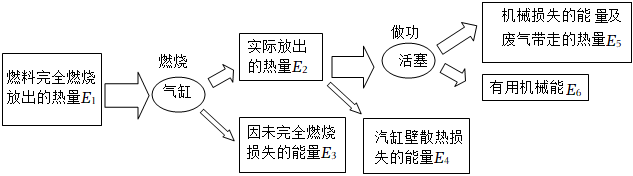 燃料完全燃烧
放出的热量E1
燃烧
气缸
实际放出
的热量E2
因未完全燃烧
损失的能量E3
做功
活塞
汽缸壁散热损
失的能量E4
机械损失的能量及
废气带走的热量E5
有用机械能E6